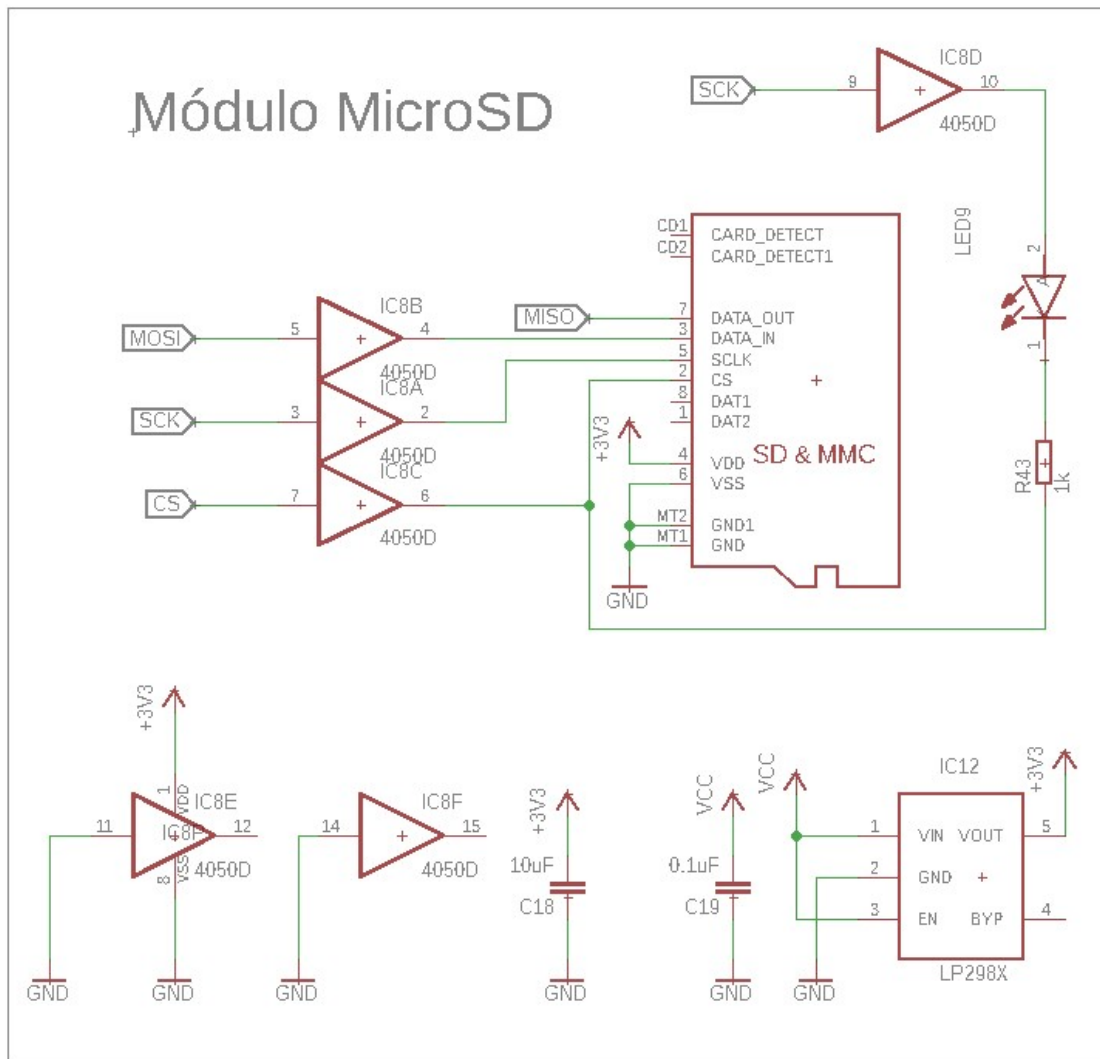 Módulo MicroSD
SCK
9
IC8D
10
4050D
LED9
2
A
1
R43
1k
CD1
CARD_DETECT
CD2
CARD_DETECT1
MISO
7
DATA_OUT
3
DATA_IN
5
SCLK
2
CS
8
DAT1
1
DAT2
4
VDD
6
VSS
MT2
GND1
MT1
GND
SD & MMC
+3V3
GND
MOSI
5
IC8B
4
4050D
SCK
3
IC8A
2
4050D
CS
7
IC8C
6
4050D
+3V3
1
VDD
IC8E
11
IC8P
12
4050D
8
VSS
GND
GND
14
IC8F
15
4050D
GND
+3V3
10uF
C18
GND
VCC
0.1uF
C19
GND
VCC
IC12
+3V3
1
VIN
VOUT
5
2
GND
3
EN
BYP
4
LP298X
GND